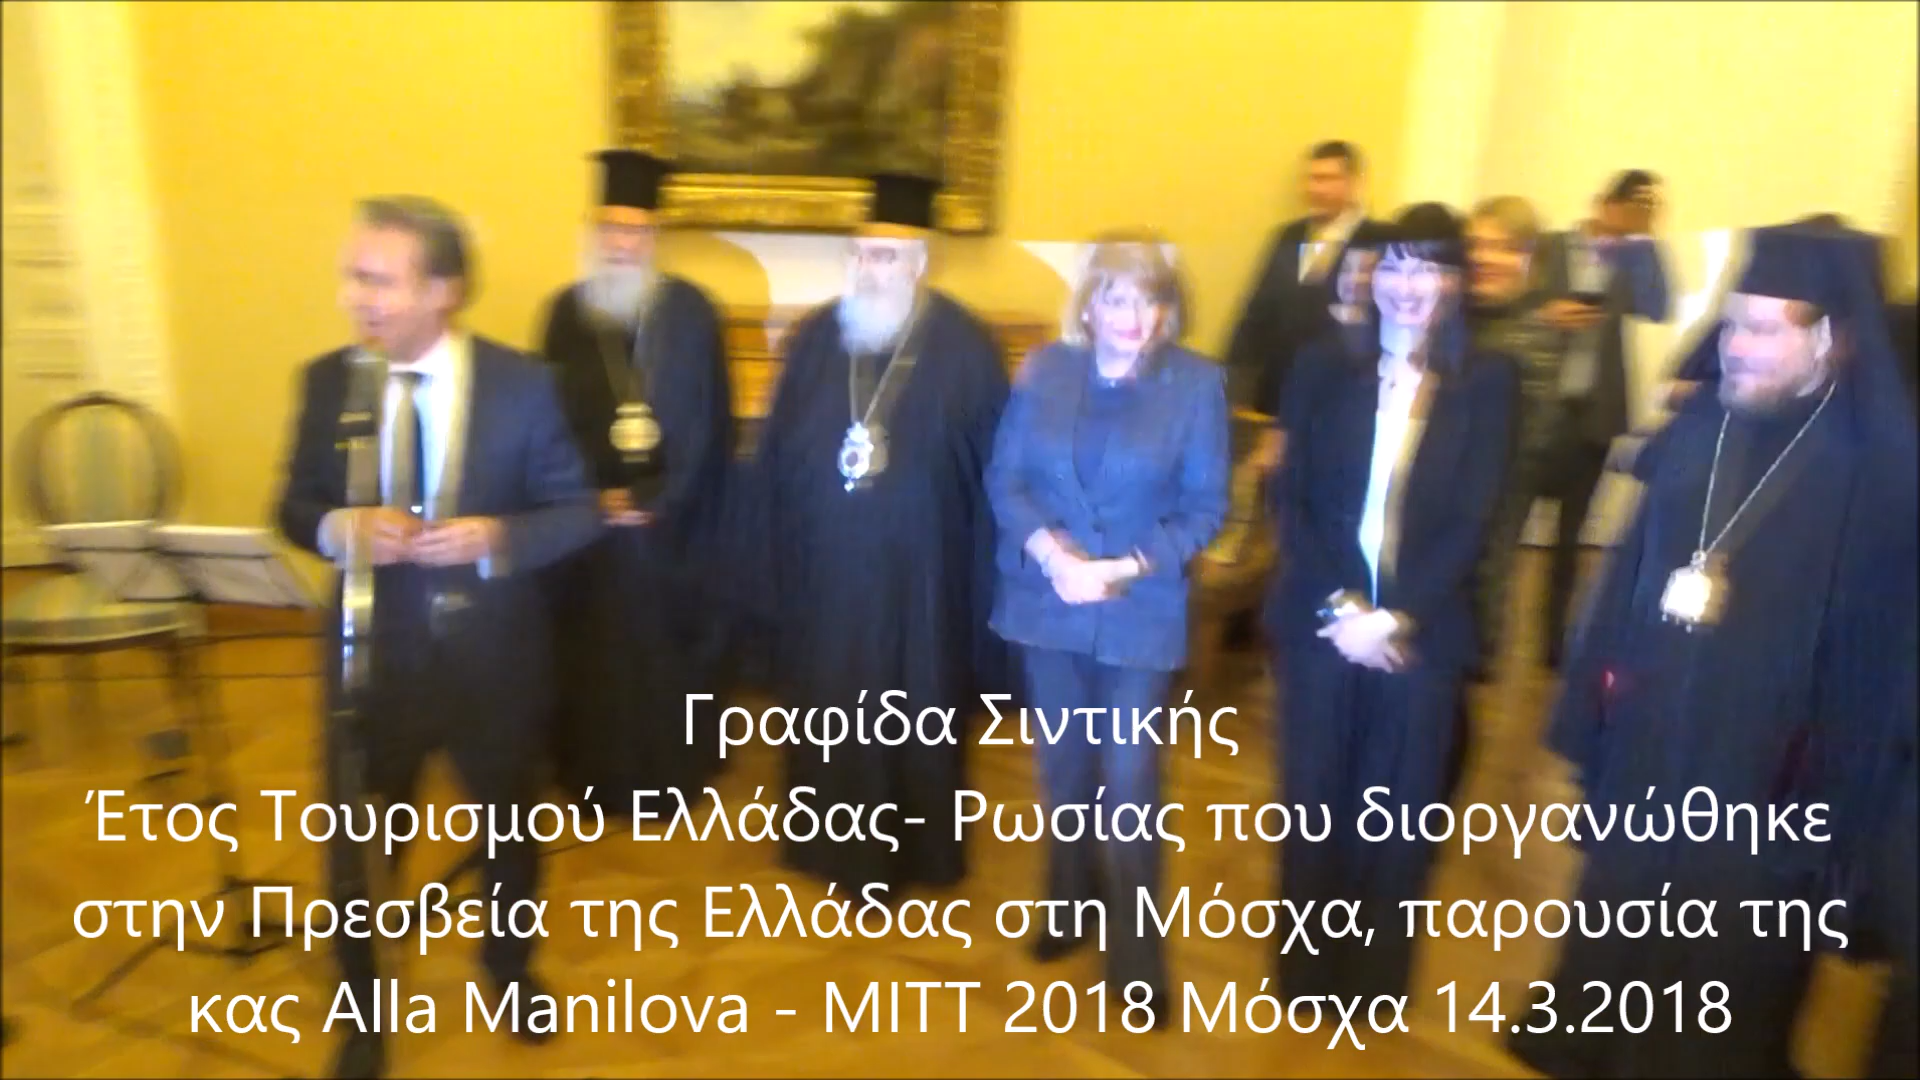 Γραφίδα Σιντικής
Έτος Τουρισμού Ελλάδας- Ρωσίας που διοργανώθηκε
στην Πρεσβεία της Ελλάδας στη Μόσχα, παρουσία της
κας Alla Manilova - MITT 2018 Μόσχα 14.3.2018